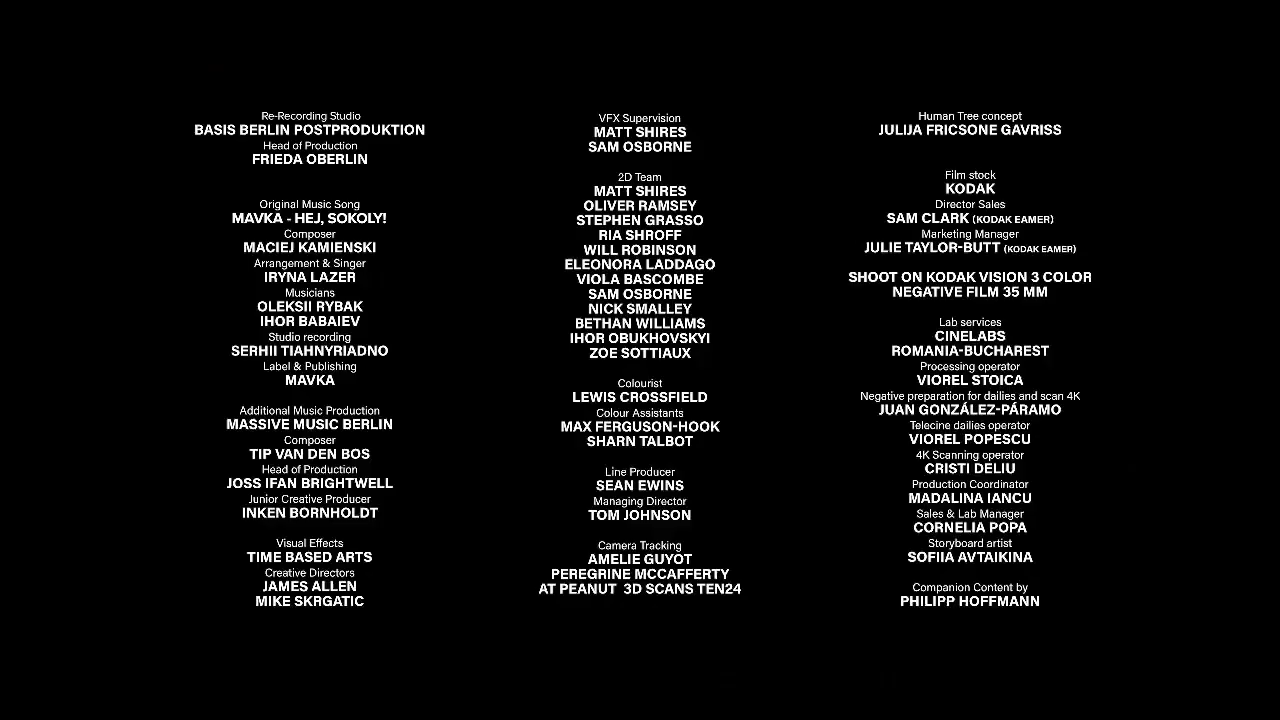 Re-Recording Studio
BASIS BERLIN POSTPRODUKTION
Head of Production
FRIEDA OBERLIN
Original Music Song
MAVKA - HEJ, SOKOLY!
Composer
MACIEJ KAMIENSKI
Arrangement & Singer
IRYNA LAZER
Musicians
OLEKSII RYBAK
IHOR BABAIEV
Studio recording
SERHII TIAHNYRIADNO
Label & Publishing
MAVKA
Additional Music Production
MASSIVE MUSIC BERLIN
Composer
TIP VAN DEN BOS
Head of Production
JOSS IFAN BRIGHTWELL
Junior Creative Producer
INKEN BORNHOLDT
Visual Effects
TIME BASED ARTS
Creative Directors
JAMES ALLEN
MIKE SKRGATIC
VFX Supervision
MATT SHIRES
SAM OSBORNE
2D Team
MATT SHIRES
OLIVER RAMSEY
STEPHEN GRASSO
RIA SHROFF
WILL ROBINSON
ELEONORA LADDAGO
VIOLA BASCOMBE
SAM OSBORNE
NICK SMALLEY
BETHAN WILLIAMS
IHOR OBUKHOVSKYI
ZOE SOTTIAUX
Colourist
LEWIS CROSSFIELD
Colour Assistants
MAX FERGUSON-HOOK
SHARN TALBOT
Line Producer
SEAN EWINS
Managing Director
TOM JOHNSON
Camera Tracking
AMELIE GUYOT
PEREGRINE MCCAFFERTY
AT PEANUT 3D SCANS TEN24
Human Tree concept
JULIJA FRICSONE GAVRISS
Film stock
KODAK
Director Sales
SAM CLARK (KODAK EAMER)
Marketing Manager
JULIE TAYLOR-BUTT (KODAK EAMER)
SHOOT ON KODAK VISION 3 COLOR
NEGATIVE FILM 35 MM
Lab services
CINELABS
ROMANIA-BUCHAREST
Processing operator
VIOREL STOICA
Negative preparation for dailies and scan 4K
JUAN GONZÁLEZ-PÁRAMO
Telecine dailies operator
VIOREL POPESCU
4K Scanning operator
CRISTI DELIU
Production Coordinator
MADALINA IANCU
Sales & Lab Manager
CORNELIA POPA
Storyboard artist
SOFIIA AVTAIKINA
Companion Content by
PHILIPP HOFFMANN